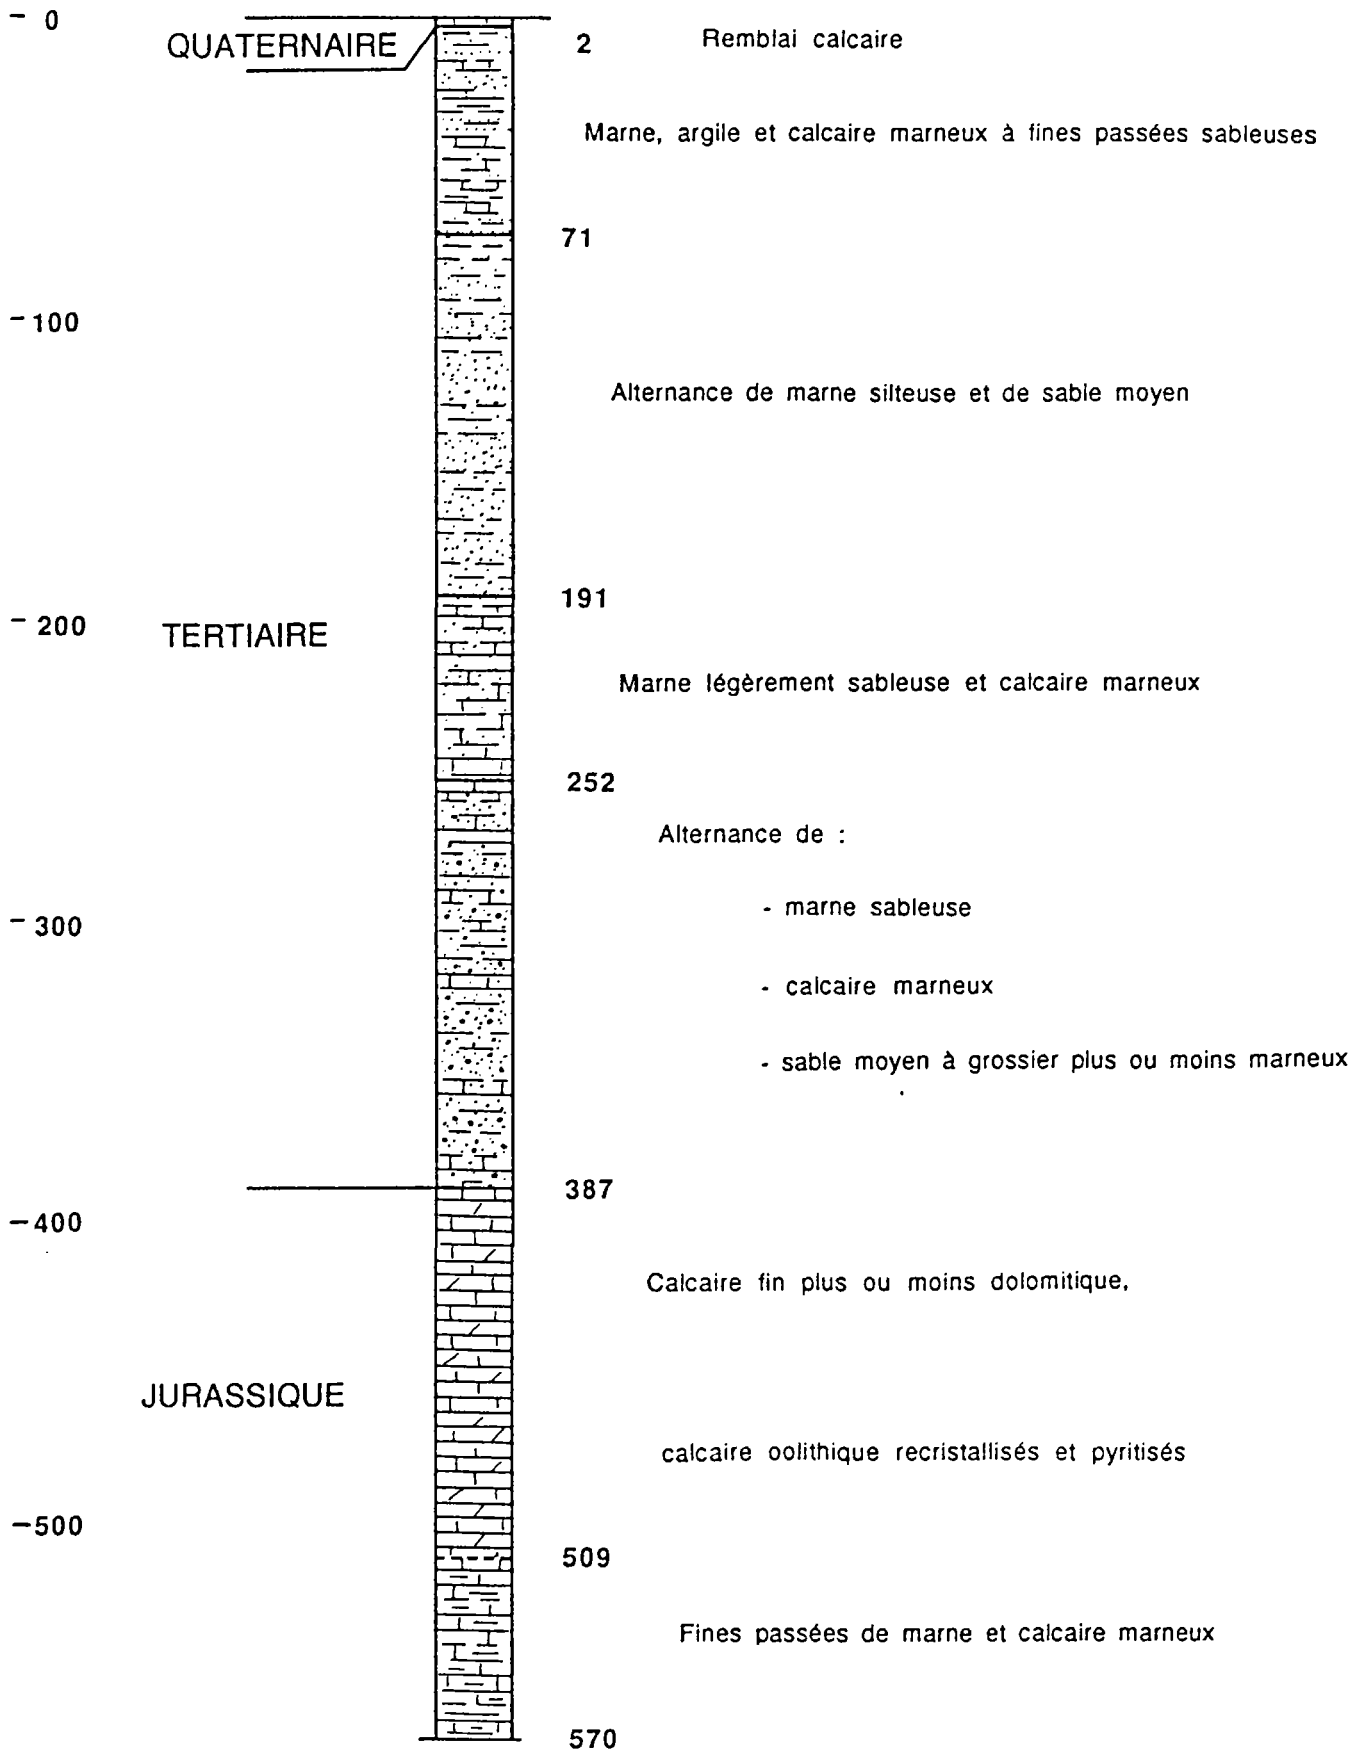 - 0
QUATERNAIRE
2
Remblai calcaire
Marne, argile et calcaire marneux à fines passées sableuses
71
-100
Alternance de marne silteuse et de sable moyen
191
- 200
TERTIAIRE
Marne légèrement sableuse et calcaire marneux
252
Alternance de :
- marne sableuse
- 300
- calcaire marneux
- sable moyen à grossier plus ou moins marneux
387
-400
Calcaire fin plus ou moins dolomitique,
JURASSIQUE
calcaire oolithique recristallisés et pyritisés
-500
509
Fines passées de marne et calcaire marneux
570